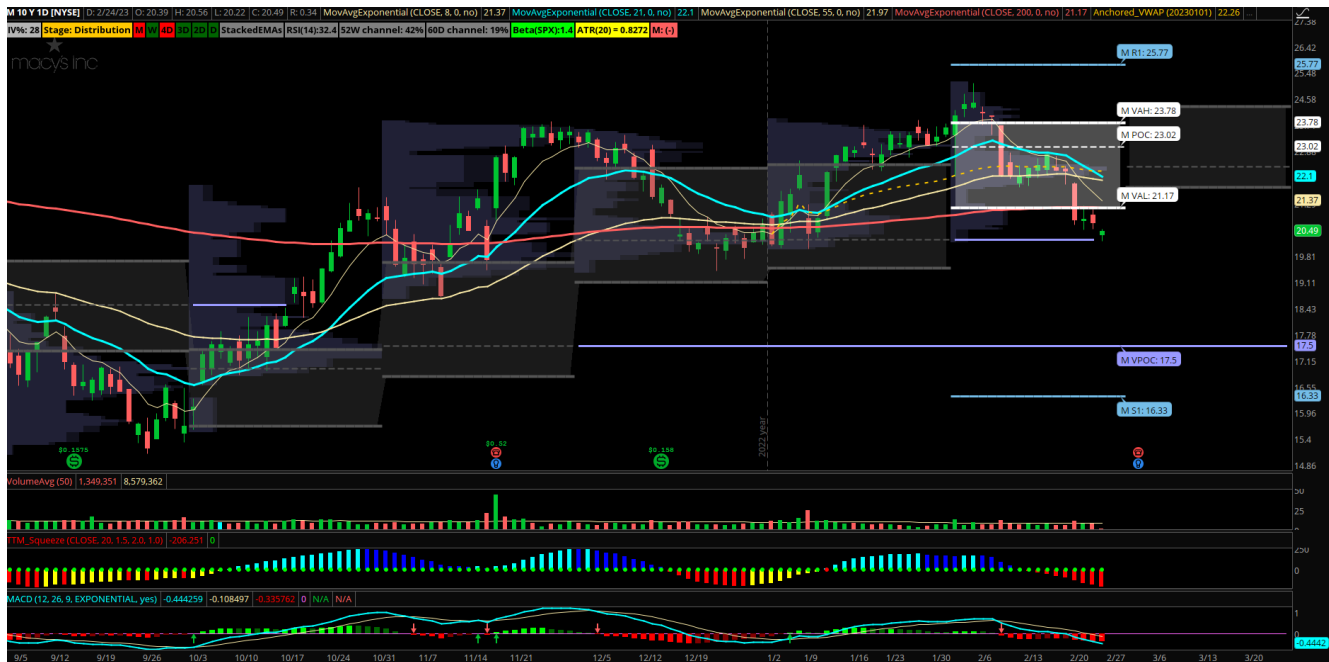 M 10 Y 1D [NYSE] D: 2/24/23 O: 20.39 H: 20.56 L: 20.22 C: 20.49 R: 0.34 MovAvgExponential (CLOSE, 8, 0, no) 21.37 MovAvgExponential (CLOSE, 21, 0, no) 22.1 MovAvgExponential (CLOSE, 55, 0, no) 21.97 MovAvgExponential (CLOSE, 200, 0, no) 21.17 Anchored_VWAP (20230101) 22.26 ...
IV%: 28 Stage: Distribution M W 4D 3D 2D D StackedEMAs RSI(14):32.4 52W channel: 42% 60D channel: 19% Beta(SPX):1.4 ATR(20) = 0.8272 M: (-)
macy's inc
27.38
26.42
M R1: 25.77
25.77
25.48
24.58
M VAH: 23.78
23.78
M POC: 23.02
23.02
22.1
M VAL: 21.17
21.37
20.49
19.81
19.11
18.43
17.78
17.5
M VPOC: 17.5
17.15
16.55
16.33
M S1: 16.33
15.96
15.4
14.86
2022 year
$0.1575
$0.52
$0.158
VolumeAvg (50) 1,349,351 8,579,362
50
25
0
TTM_Squeeze (CLOSE, 20, 1.5, 2.0, 1.0) -206.251 0
250
0
MACD (12, 26, 9, EXPONENTIAL, yes) -0.444259 -0.108497 -0.335762 0 N/A N/A
1
-0.4442
9/5 9/12 9/19 9/26 10/3 10/10 10/17 10/24 10/31 11/7 11/14 11/21 12/5 12/12 12/19 1/2 1/9 1/16 1/23 1/30 2/6 2/13 2/20 2/27 3/6 3/13 3/20